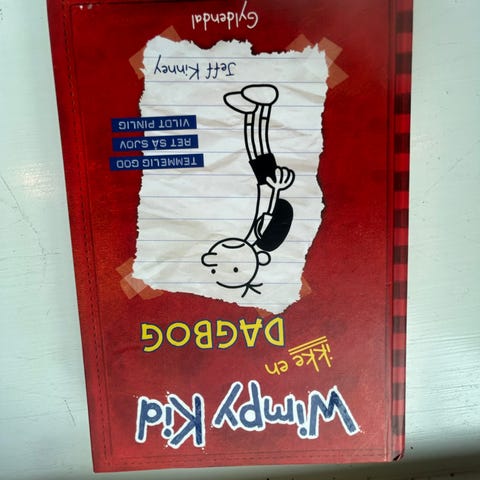 Wimpy Kid
ikke en
DAGBOG
TEMMELIG GOD
RET SÅ SJOV
VILDT PINLIG
Jeff Kinney
Gyldendal